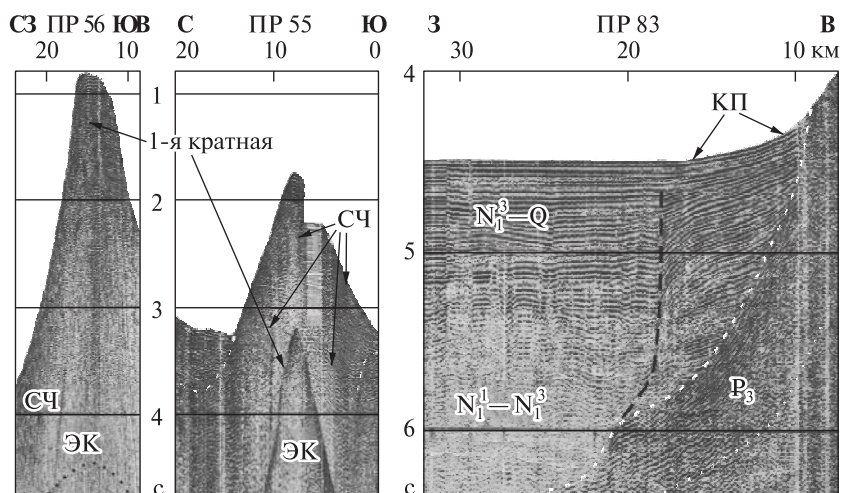 СЗ ПР 56 ЮВ
20 10
С ПР 55 Ю
20 10 0
З ПР 83 В
30 20 10 км
1
2
3
4
с
4
5
6
с
1-я кратная
СЧ
СЧ
ЭК
ЭК
КП
N₁³—Q
N₁¹—N₁³
P₃